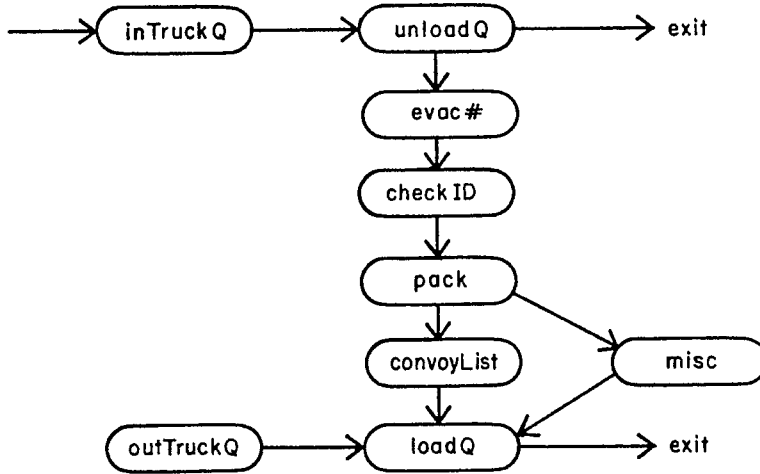 inTruckQ
unloadQ
exit
evac#
checkID
pack
convoyList
misc
outTruckQ
loadQ
exit